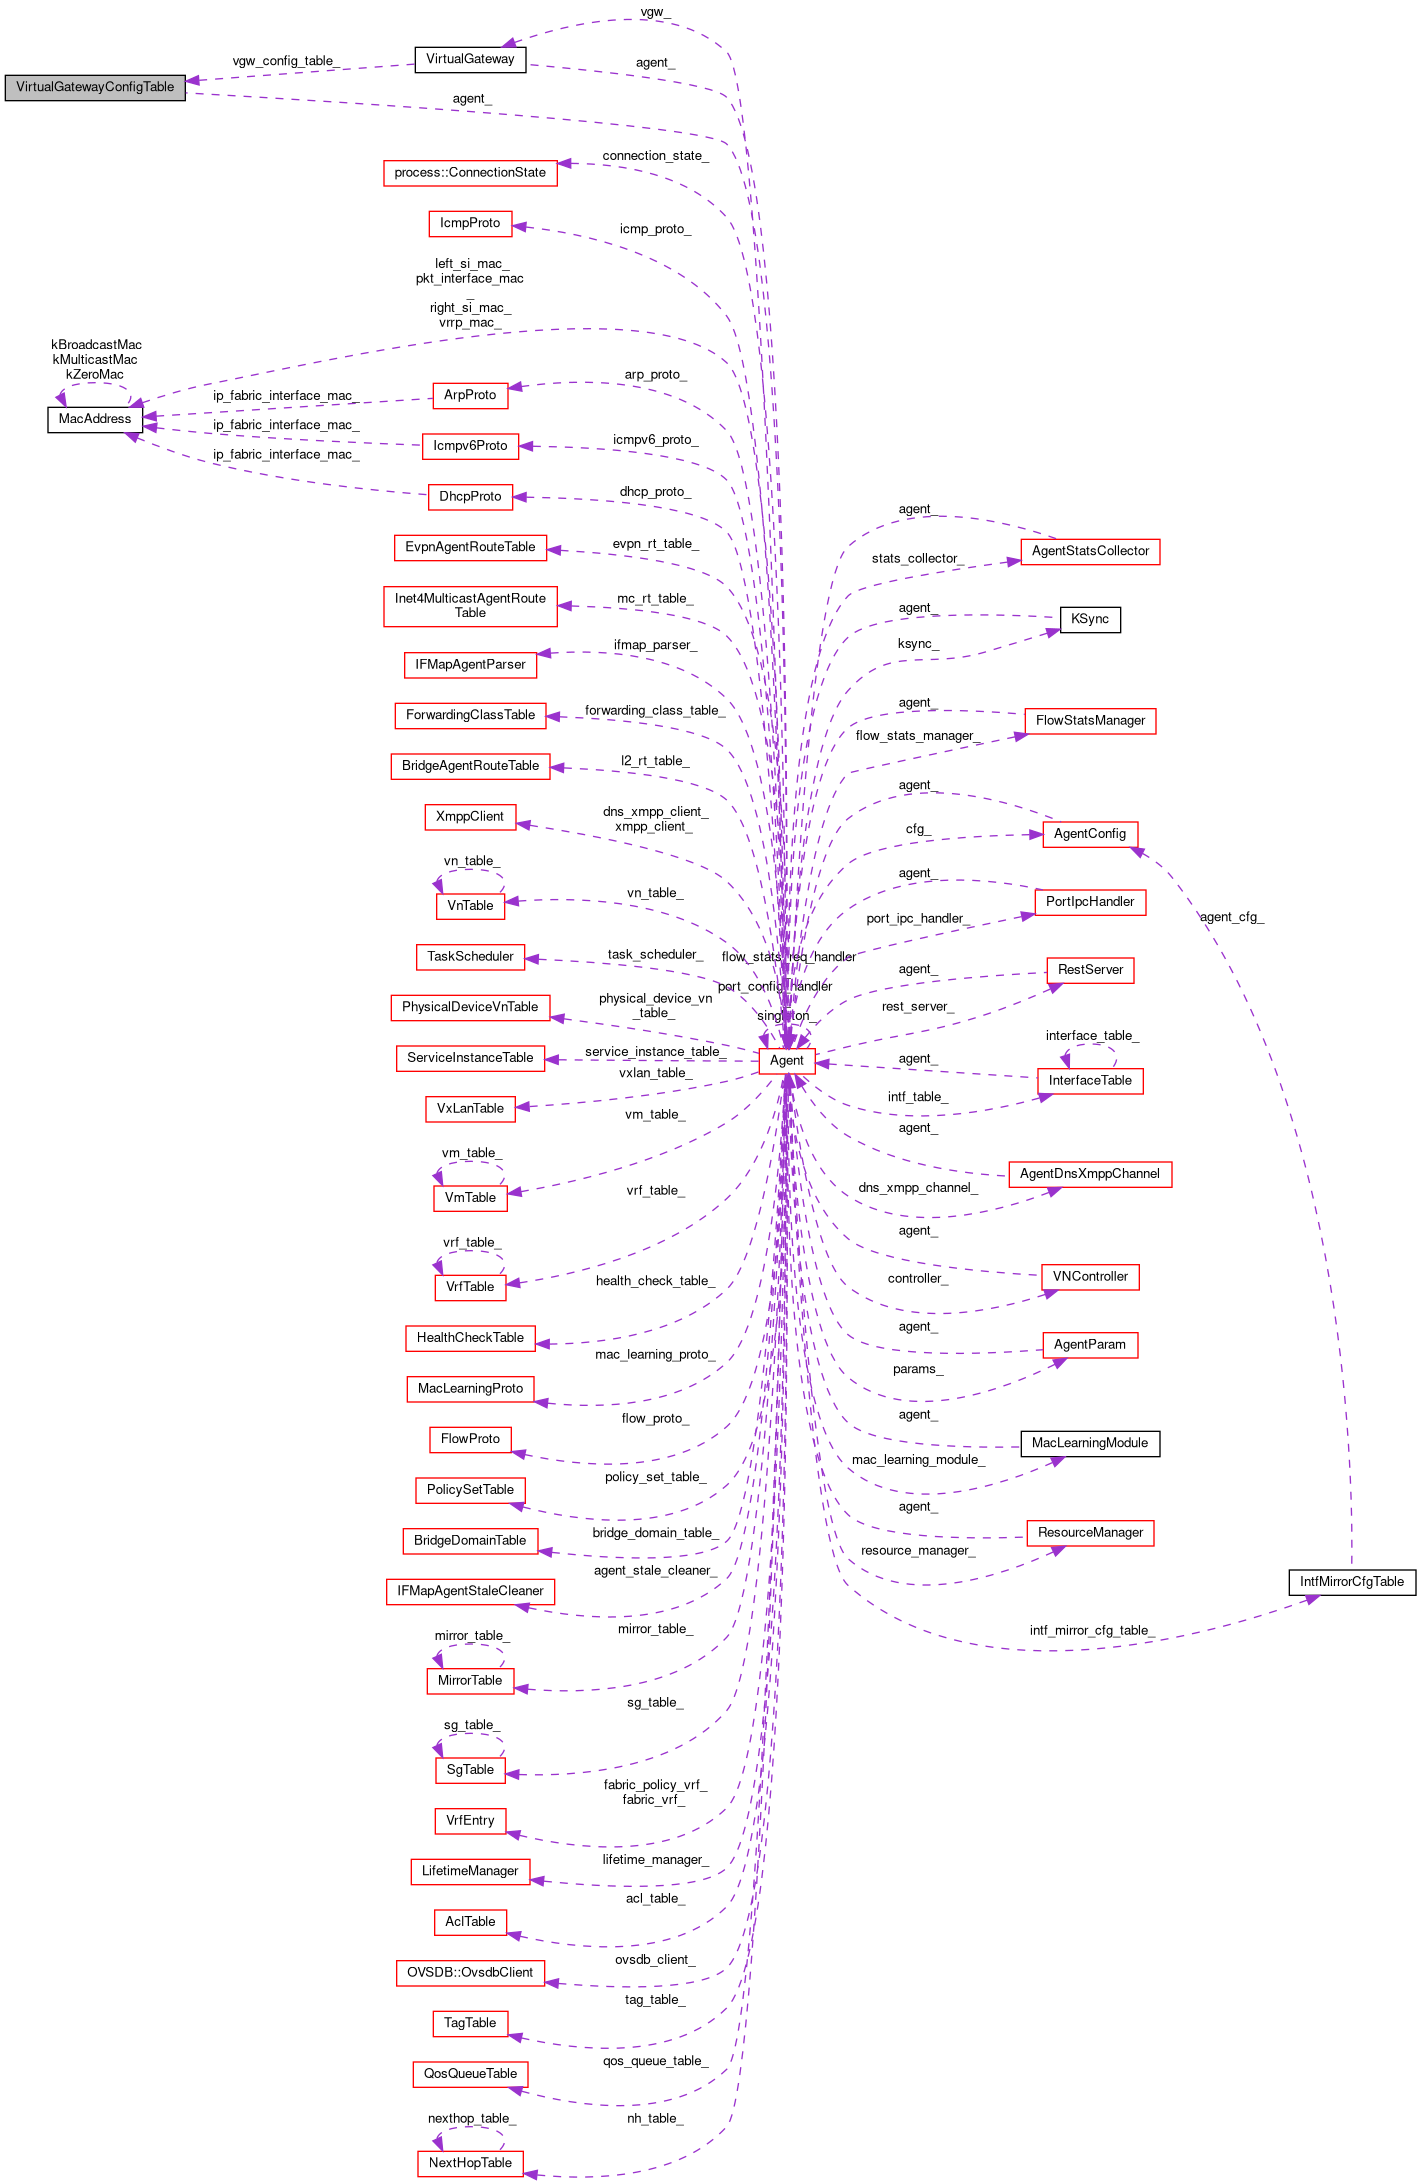 vgw_
VirtualGateway
vgw_config_table_
agent_
VirtualGatewayConfigTable
agent_
connection_state_
process::ConnectionState
IcmpProto
icmp_proto_
left_si_mac_
pkt_interface_mac
_
right_si_mac_
vrrp_mac_
kBroadcastMac
kMulticastMac
kZeroMac
MacAddress
arp_proto_
ArpProto
ip_fabric_interface_mac_
icmpv6_proto_
Icmpv6Proto
ip_fabric_interface_mac_
ip_fabric_interface_mac_
dhcp_proto_
DhcpProto
EvpnAgentRouteTable
evpn_rt_table_
Inet4MulticastAgentRoute
Table
mc_rt_table_
ifmap_parser_
IFMapAgentParser
ForwardingClassTable
forwarding_class_table_
BridgeAgentRouteTable
l2_rt_table_
XmppClient
dns_xmpp_client_
xmpp_client_
vn_table_
VnTable
vn_table_
TaskScheduler
task_scheduler_
PhysicalDeviceVnTable
physical_device_vn
_table_
ServiceInstanceTable
service_instance_table_
VxLanTable
vxlan_table_
vm_table_
VmTable
vm_table_
vrf_table_
VrfTable
vrf_table_
HealthCheckTable
health_check_table_
MacLearningProto
mac_learning_proto_
FlowProto
flow_proto_
PolicySetTable
policy_set_table_
BridgeDomainTable
bridge_domain_table_
IFMapAgentStaleCleaner
agent_stale_cleaner_
mirror_table_
MirrorTable
mirror_table_
sg_table_
SgTable
sg_table_
VrfEntry
fabric_policy_vrf_
fabric_vrf_
LifetimeManager
lifetime_manager_
AclTable
acl_table_
OVSDB::OvsdbClient
ovsdb_client_
TagTable
tag_table_
QosQueueTable
qos_queue_table_
nexthop_table_
NextHopTable
nh_table_
flow_stats_req_handler
port_config_handler
singleton_
Agent
agent_
AgentStatsCollector
stats_collector_
agent_
KSync
ksync_
agent_
FlowStatsManager
flow_stats_manager_
agent_
AgentConfig
cfg_
agent_
PortIpcHandler
port_ipc_handler_
agent_cfg_
agent_
RestServer
rest_server_
interface_table_
agent_
InterfaceTable
intf_table_
agent_
AgentDnsXmppChannel
dns_xmpp_channel_
agent_
VNController
controller_
agent_
AgentParam
params_
agent_
MacLearningModule
mac_learning_module_
agent_
ResourceManager
resource_manager_
IntfMirrorCfgTable
intf_mirror_cfg_table_